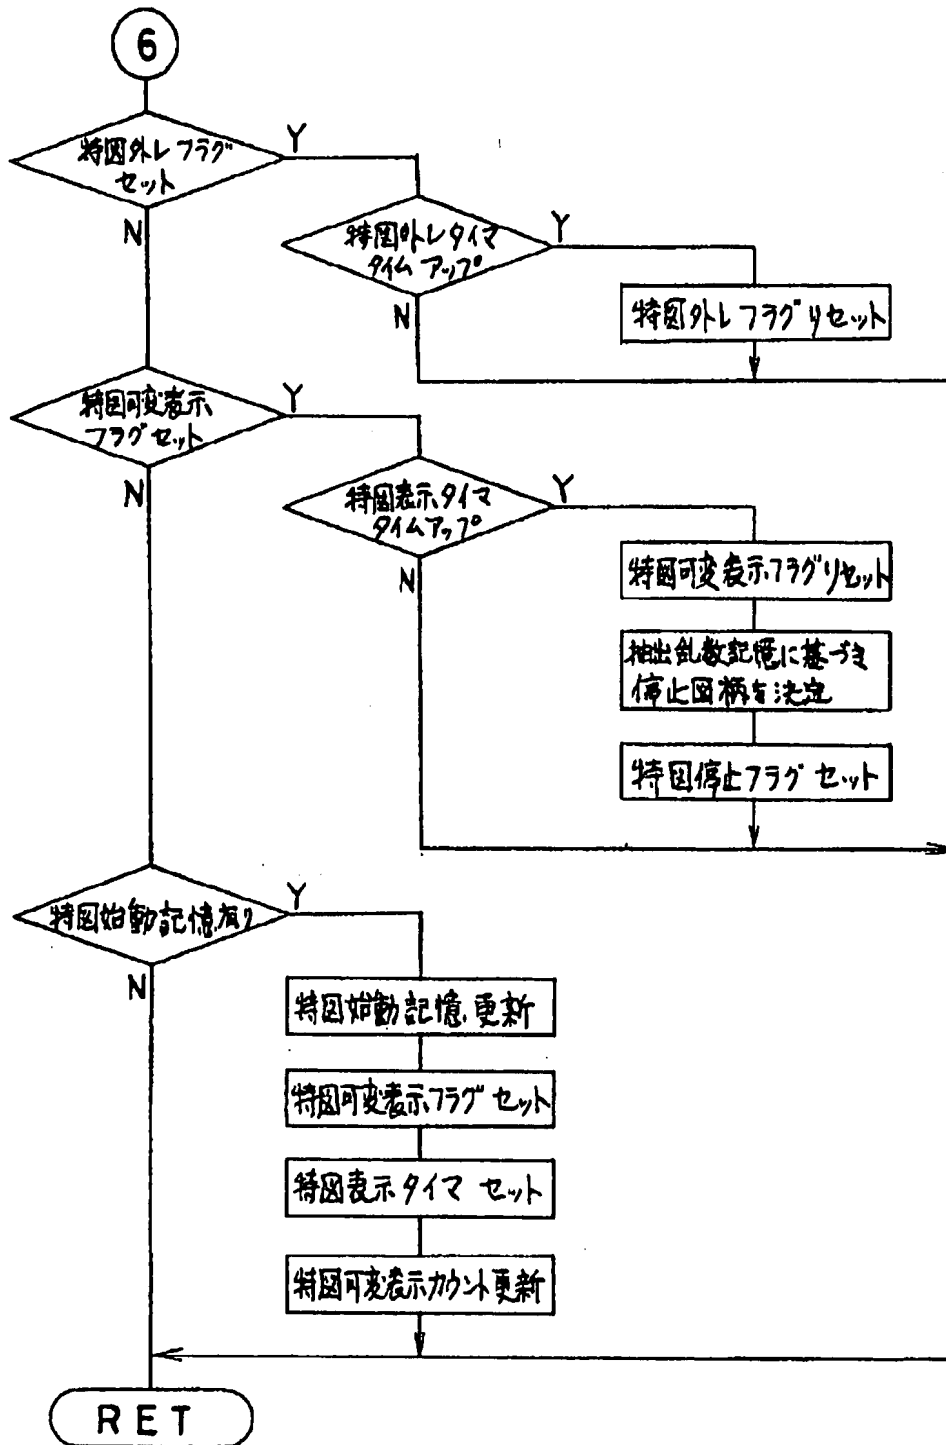 6
特図外レフラグ
セット
Y
N
特図外レタイマ
タイムアップ
Y
N
特図外レフラグリセット
特図可変表示
フラグセット
Y
N
特図表示タイマ
タイムアップ
Y
N
特図可変表示フラグリセット
抽出乱数記憶に基づき
停止図柄を決定
特図停止フラグセット
特図始動記憶有り
Y
N
特図始動記憶更新
特図可変表示フラグセット
特図表示タイマセット
特図可変表示カウント更新
RET